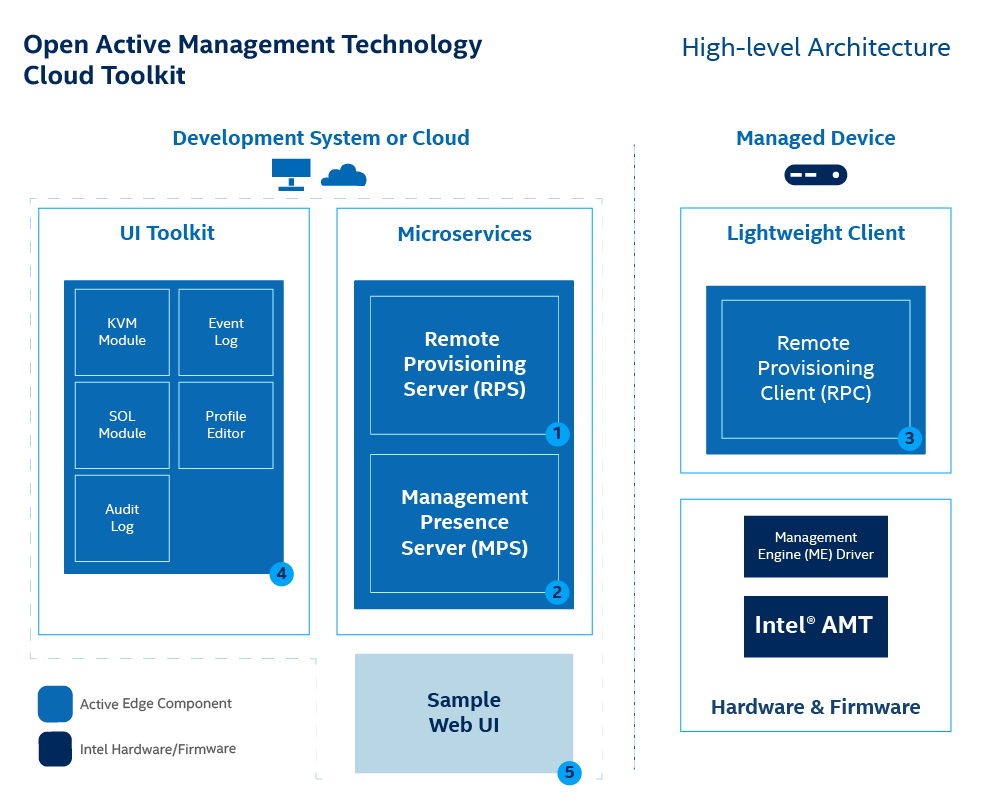 Open Active Management Technology
Cloud Toolkit
High-level Architecture
Development System or Cloud
Managed Device
UI Toolkit
KVM
Module
Event
Log
SOL
Module
Profile
Editor
Audit
Log
4
Microservices
Remote
Provisioning
Server (RPS)
1
Management
Presence
Server (MPS)
2
Lightweight Client
Remote
Provisioning
Client (RPC)
3
Management
Engine (ME) Driver
Intel® AMT
Hardware & Firmware
Sample
Web UI
5
Active Edge Component
Intel Hardware/Firmware